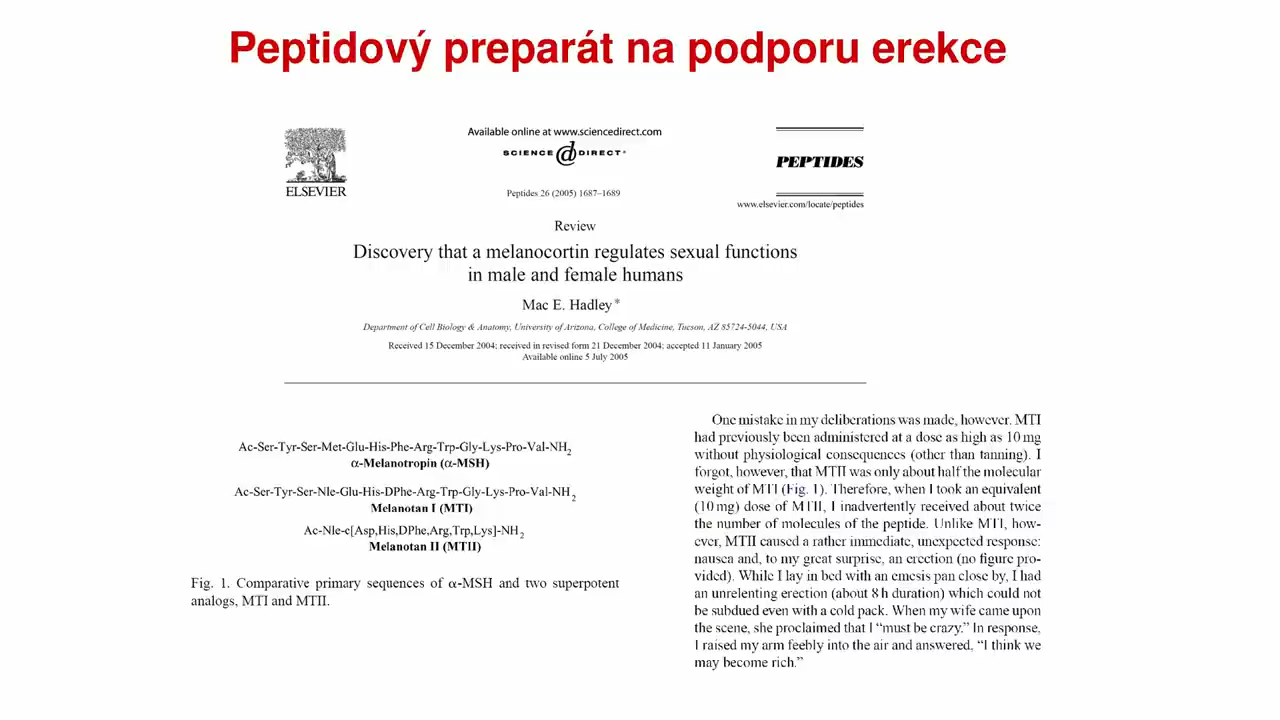 Peptidový preparát na podporu erekce
ELSEVIER
Available online at www.sciencedirect.com
SCIENCE @ DIRECT®
PEPTIDES
Peptides 26 (2005) 1687–1689
www.elsevier.com/locate/peptides
Review
Discovery that a melanocortin regulates sexual functions
in male and female humans
Mac E. Hadley*
Department of Cell Biology & Anatomy, University of Arizona, College of Medicine, Tucson, AZ 85724-5044, USA
Received 15 December 2004; received in revised form 21 December 2004; accepted 11 January 2005
Available online 5 July 2005
Ac-Ser-Tyr-Ser-Met-Glu-His-Phe-Arg-Trp-Gly-Lys-Pro-Val-NH2
α-Melanotropin (α-MSH)
Ac-Ser-Tyr-Ser-Nle-Glu-His-DPhe-Arg-Trp-Gly-Lys-Pro-Val-NH2
Melanotan I (MTI)
Ac-Nle-c[Asp,His,DPhe,Arg,Trp,Lys]-NH2
Melanotan II (MTII)
Fig. 1. Comparative primary sequences of α-MSH and two superpotent
analogs, MTI and MTII.
One mistake in my deliberations was made, however. MTI
had previously been administered at a dose as high as 10 mg
without physiological consequences (other than tanning). I
forgot, however, that MTII was only about half the molecular
weight of MTI (Fig. 1). Therefore, when I took an equivalent
(10 mg) dose of MTII, I inadvertently received about twice
the number of molecules of the peptide. Unlike MTI, how-
ever, MTII caused a rather immediate, unexpected response:
nausea and, to my great surprise, an erection (no figure pro-
vided). While I lay in bed with an emesis pan close by, I had
an unrelenting erection (about 8 h duration) which could not
be subdued even with a cold pack. When my wife came upon
the scene, she proclaimed that I “must be crazy.” In response,
I raised my arm feebly into the air and answered, “I think we
may become rich.”